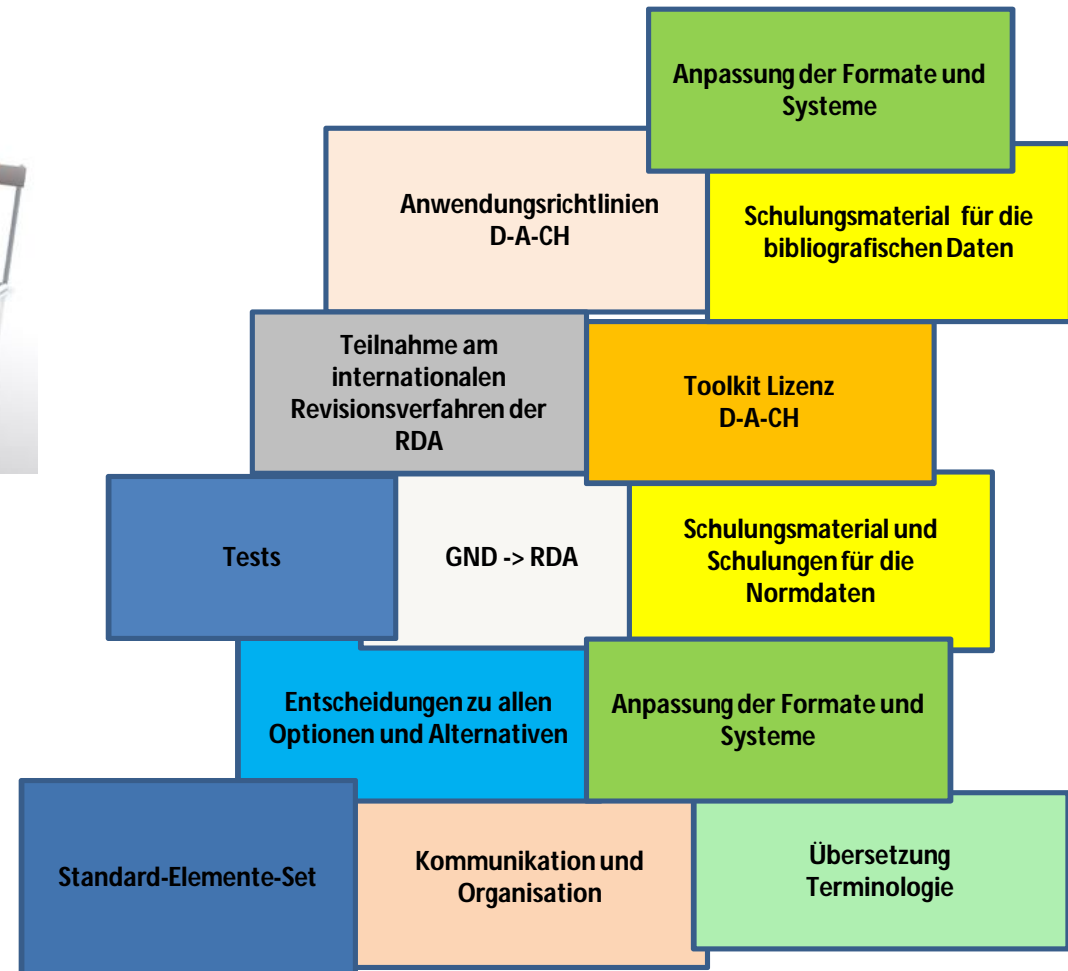 Anpassung der Formate und
Systeme
Anwendungsrichtlinien
D-A-CH
Schulungsmaterial für die
bibliografischen Daten
Teilnahme am
internationalen
Revisionsverfahren der
RDA
Toolkit Lizenz
D-A-CH
Tests
GND -> RDA
Schulungsmaterial und
Schulungen für die
Normdaten
Entscheidungen zu allen
Optionen und Alternativen
Anpassung der Formate und
Systeme
Standard-Elemente-Set
Kommunikation und
Organisation
Übersetzung
Terminologie